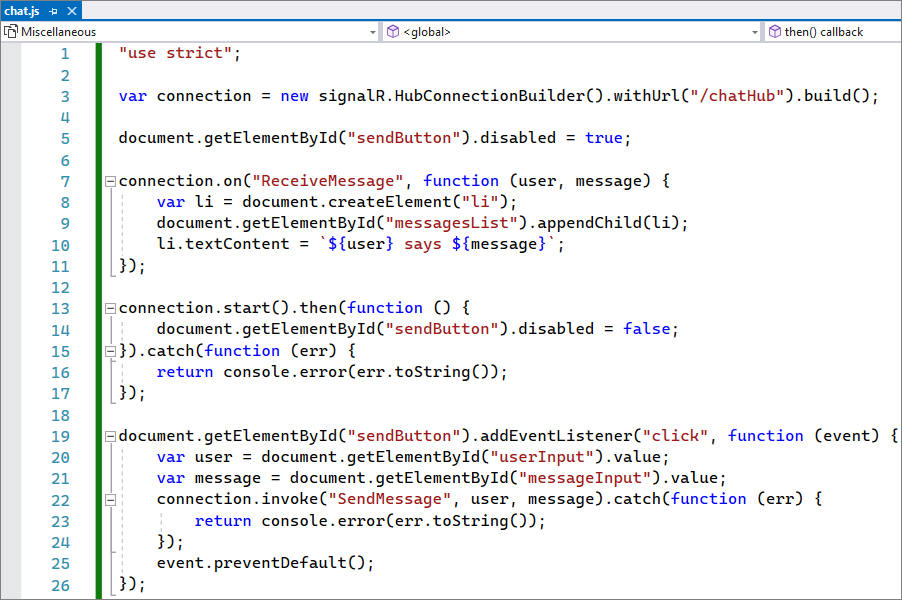 chat.js
Miscellaneous <global> then() callback
1 "use strict";
2
3 var connection = new signalR.HubConnectionBuilder().withUrl("/chatHub").build();
4
5 document.getElementById("sendButton").disabled = true;
6
7 connection.on("ReceiveMessage", function (user, message) {
8     var li = document.createElement("li");
9     document.getElementById("messagesList").appendChild(li);
10     li.textContent = `${user} says ${message}`;
11 });
12
13 connection.start().then(function () {
14     document.getElementById("sendButton").disabled = false;
15 }).catch(function (err) {
16     return console.error(err.toString());
17 });
18
19 document.getElementById("sendButton").addEventListener("click", function (event) {
20     var user = document.getElementById("userInput").value;
21     var message = document.getElementById("messageInput").value;
22     connection.invoke("SendMessage", user, message).catch(function (err) {
23         return console.error(err.toString());
24     });
25     event.preventDefault();
26 });